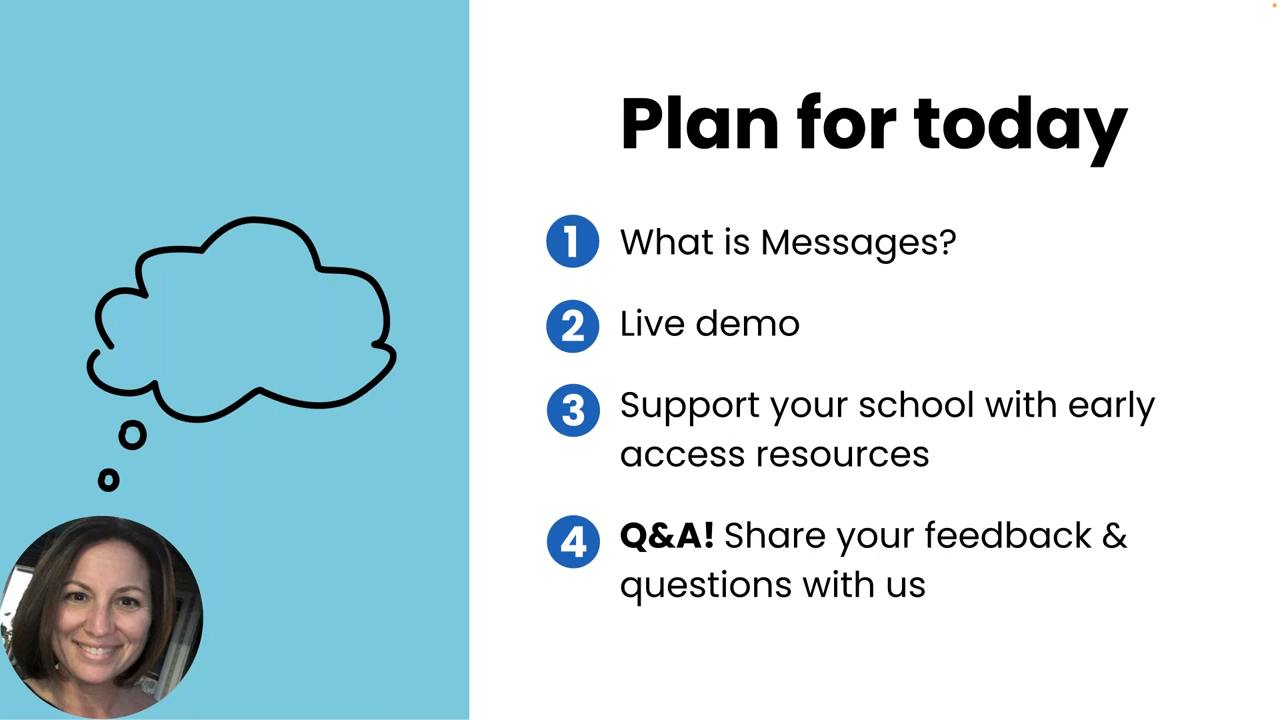 Plan for today
1 What is Messages?
2 Live demo
3 Support your school with early
access resources
4 Q&A! Share your feedback &
questions with us